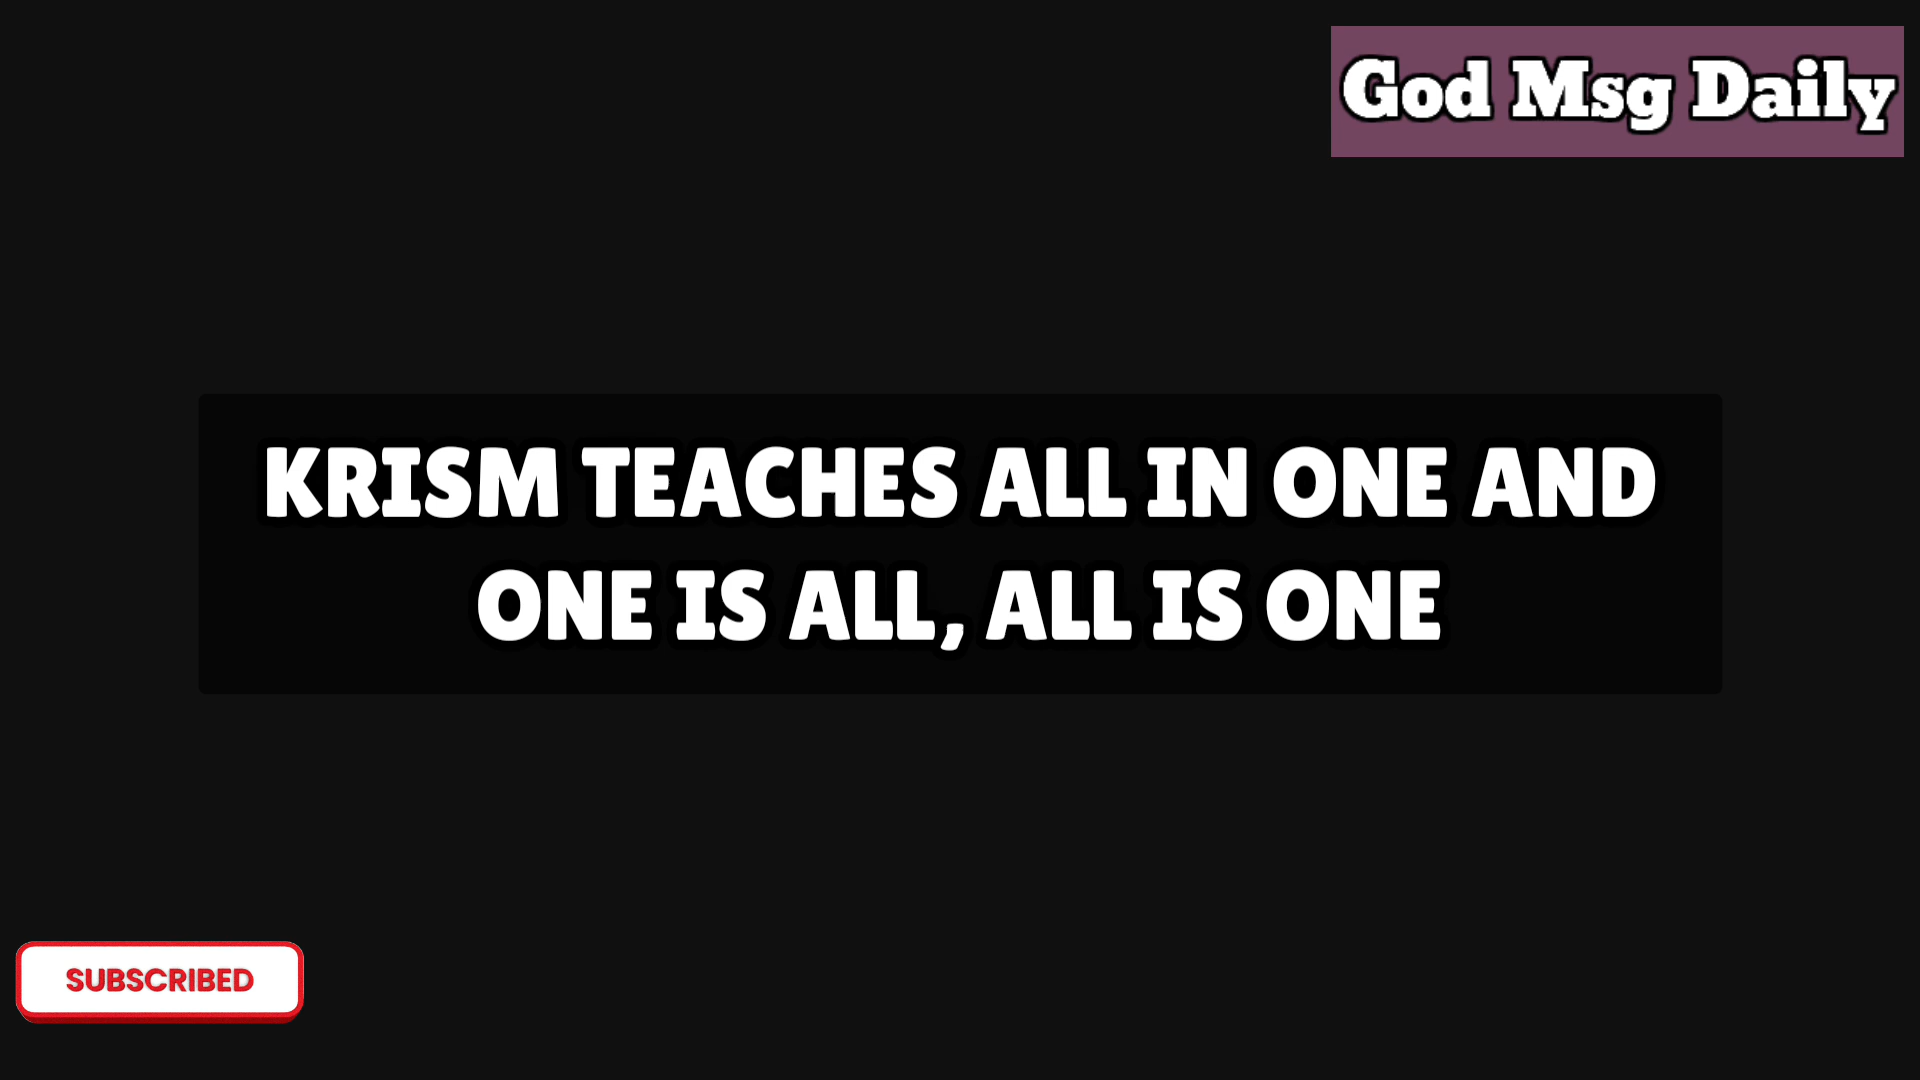 God Msg Daily
KRISM TEACHES ALL IN ONE AND
ONE IS ALL, ALL IS ONE
SUBSCRIBED